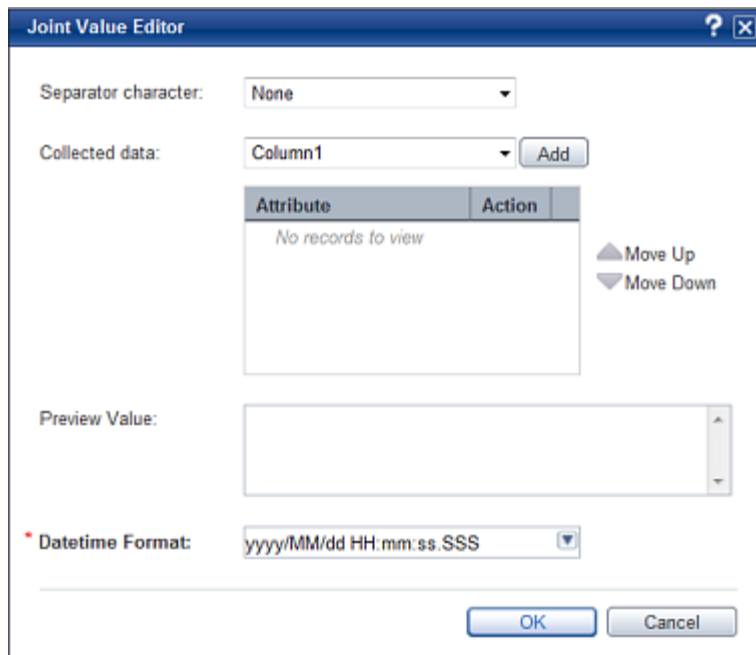 Joint Value Editor ?
Separator character: None
Collected data: Column1 Add
Attribute Action
No records to view
Move Up
Move Down
Preview Value:
* Datetime Format: yyyy/MM/dd HH:mm:ss.SSS
OK Cancel